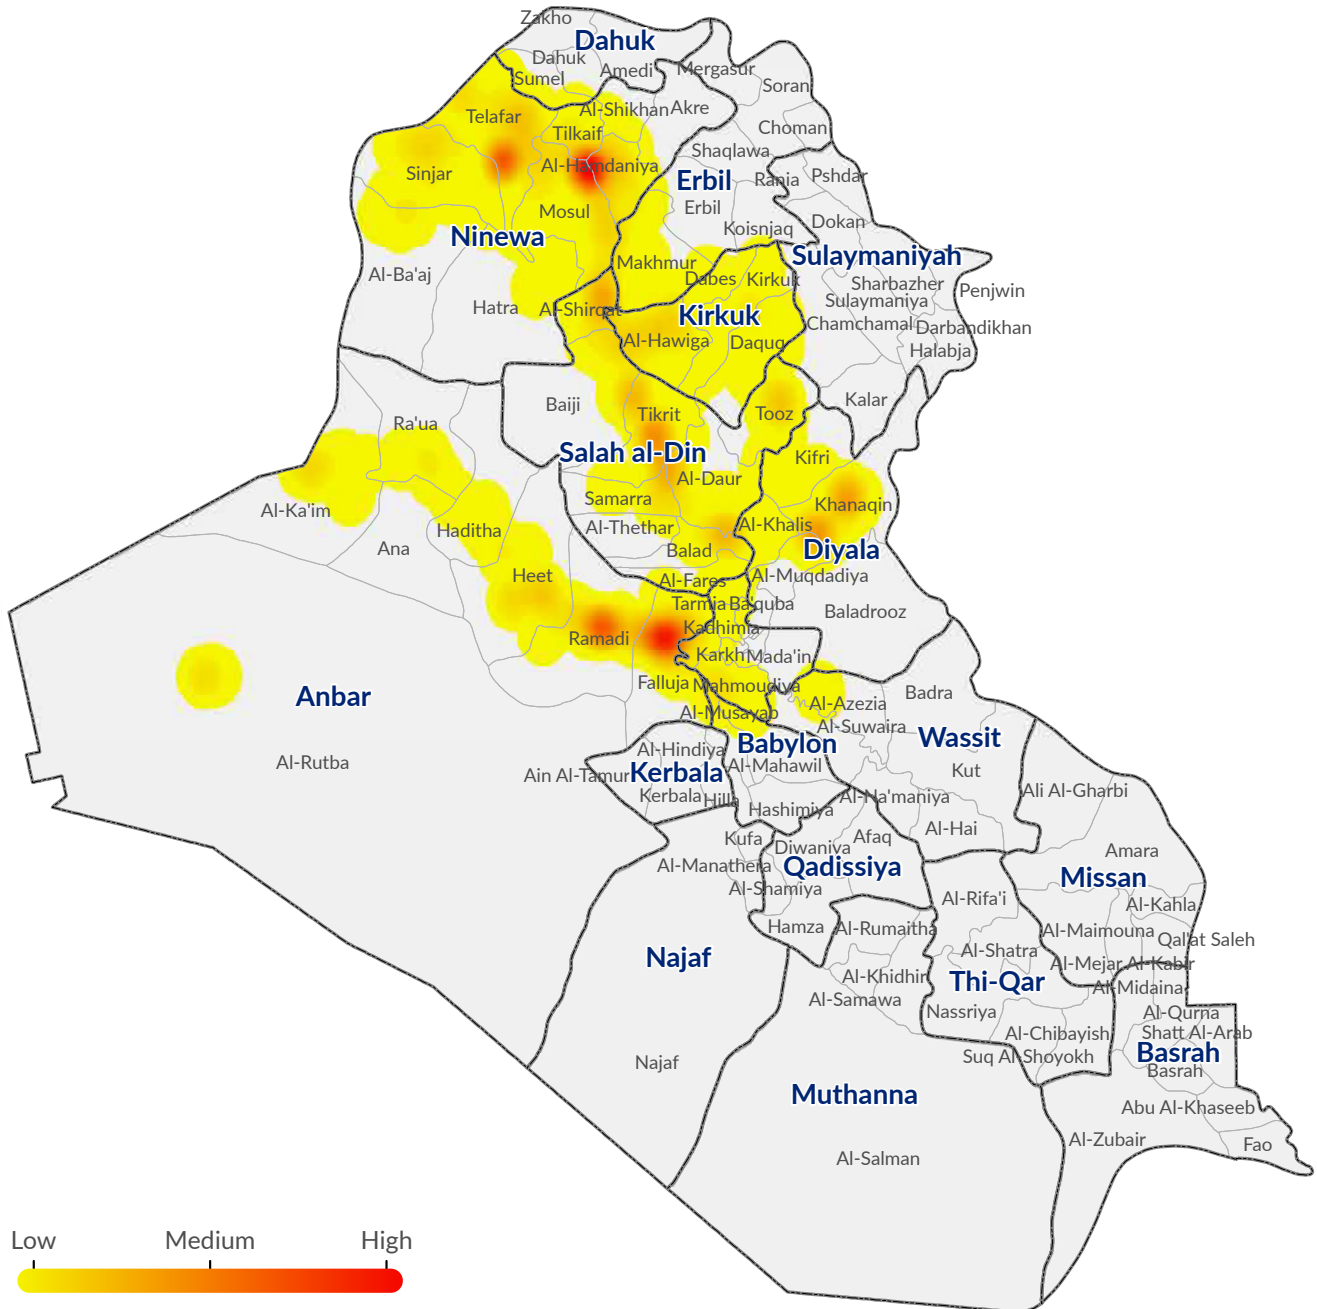 Zakho
Dahuk
Dahuk
Sumel
Amedi
Mergasur
Soran
Telafar
Al-Shikhan
Akre
Tilkaif
Choman
Sinjar
Al-Hamdaniya
Shaqlawa
Erbil
Rania
Pshdar
Mosul
Erbil
Dokan
Ninewa
Koisnjaq
Sulaymaniyah
Al-Ba'aj
Makhmur
Dabes
Kirkuk
Sharbazher
Penjwin
Sulaymaniya
Hatra
Al-Shirqat
Kirkuk
Chamchamal
Darbandikhan
Al-Hawiga
Daquq
Halabja
Baiji
Tikrit
Tooz
Kalar
Ra'ua
Salah al-Din
Kifri
Al-Daur
Al-Ka'im
Samarra
Khanaqin
Haditha
Al-Thethar
Al-Khalis
Ana
Balad
Diyala
Heet
Al-Fares
Al-Muqdadiya
Tarmia
Ba'quba
Baladrooz
Ramadi
Kadhimia
Karkh
Mada'in
Falluja
Mahmoudiya
Anbar
Al-Azezia
Badra
Al-Musayab
Al-Suwaira
Al-Rutba
Al-Hindiya
Babylon
Wassit
Ain Al-Tamur
Kerbala
Al-Mahawil
Kut
Kerbala
Hilla
Hashimiya
Al-Na'maniya
Ali Al-Gharbi
Kufa
Diwaniya
Afaq
Al-Hai
Al-Manathera
Qadissiya
Amara
Al-Shamiya
Missan
Al-Rifa'i
Al-Kahla
Hamza
Al-Rumaitha
Al-Maimouna
Qal'at Saleh
Najaf
Al-Shatra
Al-Mejar Al-Kabir
Al-Khidhir
Thi-Qar
Al-Midaina
Al-Samawa
Nassriya
Al-Qurna
Al-Chibayish
Shatt Al-Arab
Najaf
Suq Al-Shoyokh
Basrah
Basrah
Muthanna
Abu Al-Khaseeb
Al-Zubair
Fao
Al-Salman
Low
Medium
High